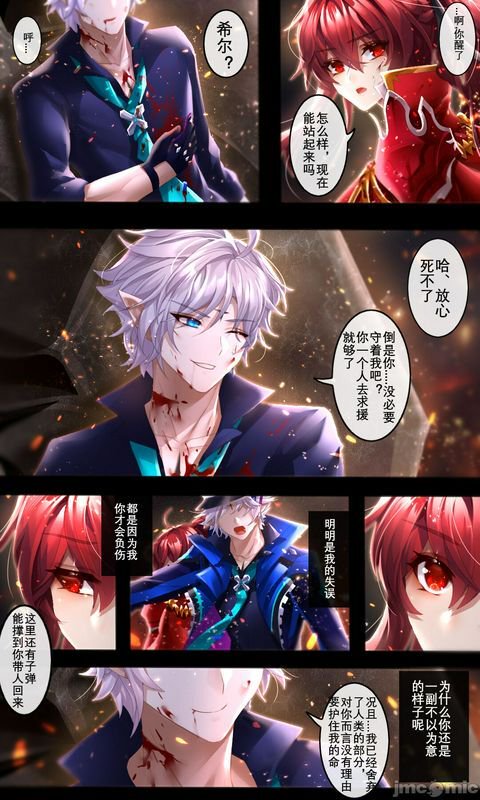 …啊，你
醒了
希尔？
呼…
怎么样，现在
能站起来吗
哈、放心
死不了
倒是你…没必要
守着我吧？
你一个人去求援
就够了
明明是我的失误
都是因为我
你才会负伤
这里还有子弹
能撑到你带人回来
为什么你还是
一副不以为意
的样子呢
况且…我已经舍弃
了人类的部分，
对你而言没有理由
要护住我的命
jmcomic